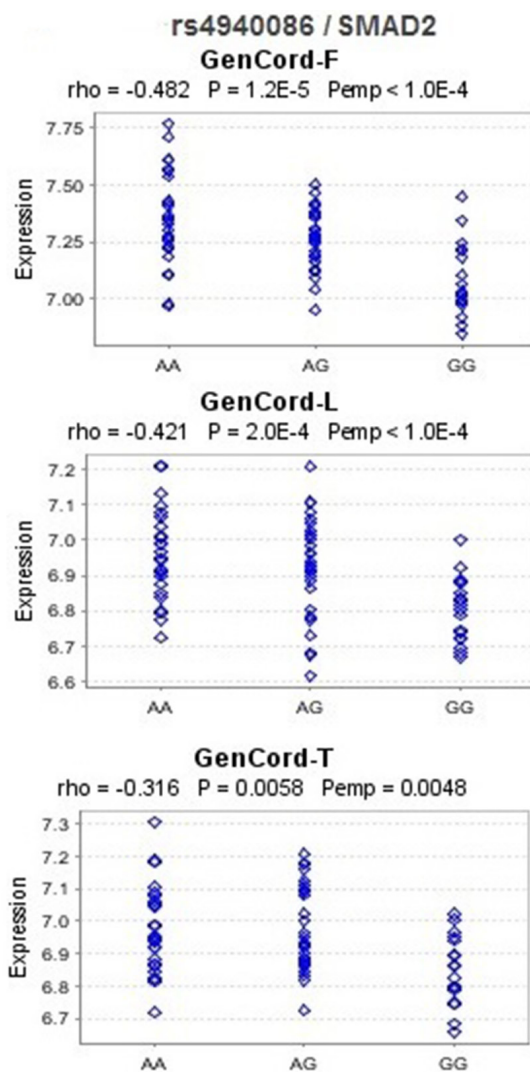 rs4940086 / SMAD2
GenCord-F
rho = -0.482 P = 1.2E-5 Pemp < 1.0E-4
7.75
7.50
7.25
7.00
Expression
AA AG GG
GenCord-L
rho = -0.421 P = 2.0E-4 Pemp < 1.0E-4
7.2
7.1
7.0
6.9
6.8
6.7
6.6
Expression
AA AG GG
GenCord-T
rho = -0.316 P = 0.0058 Pemp = 0.0048
7.3
7.2
7.1
7.0
6.9
6.8
6.7
Expression
AA AG GG